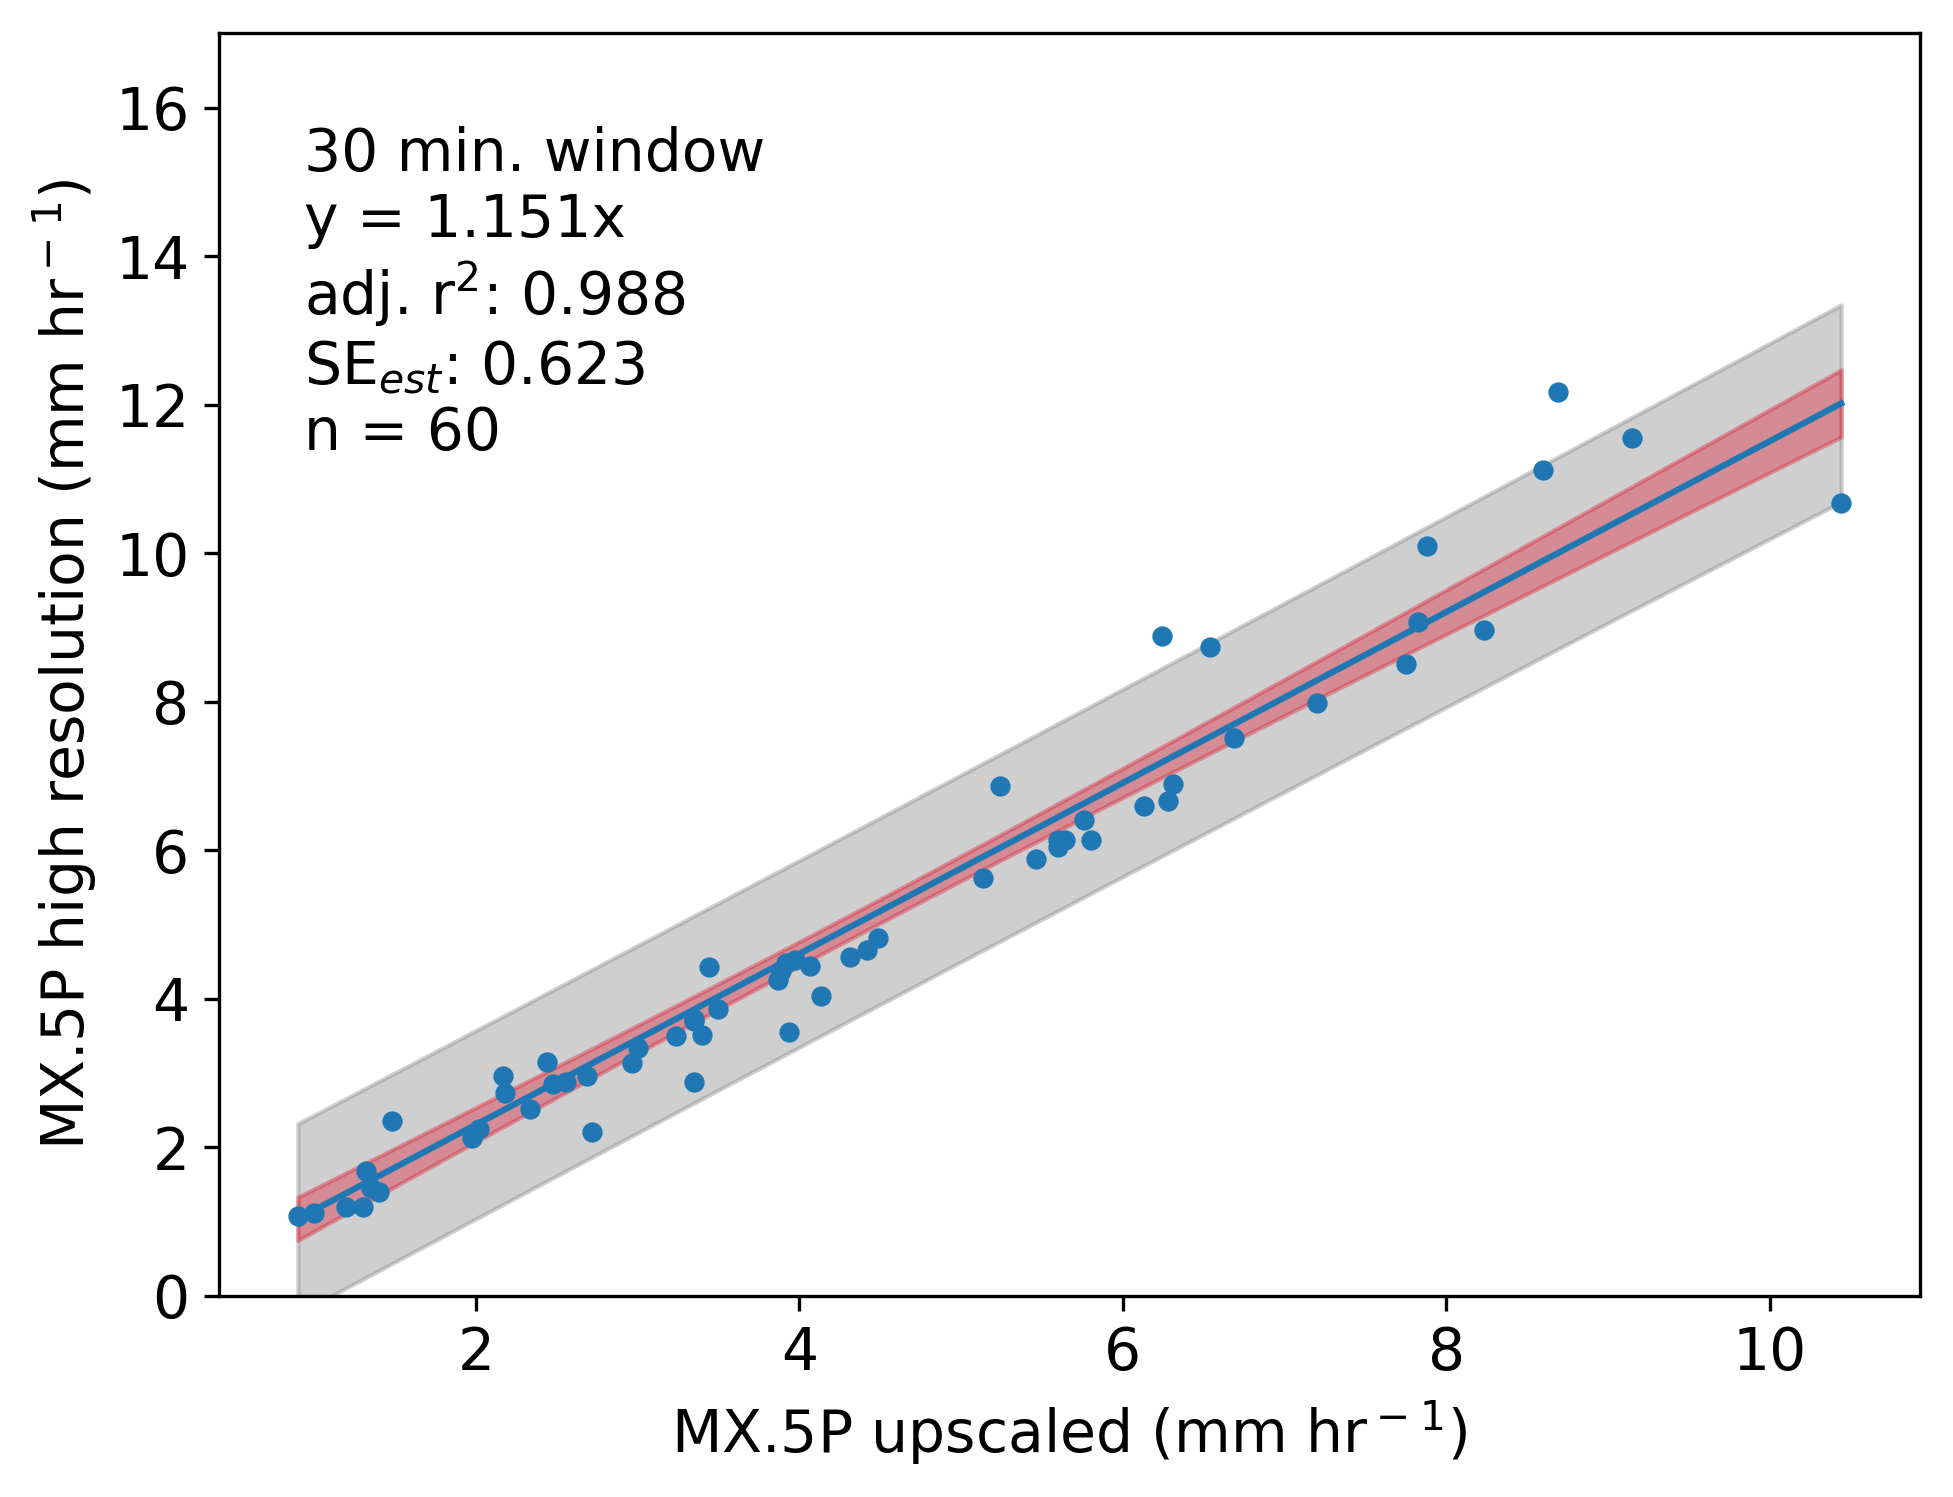 30 min. window
y = 1.151x
adj. r²: 0.988
SEest: 0.623
n = 60
MX.5P high resolution (mm hr⁻¹)
16
14
12
10
8
6
4
2
0
2 4 6 8 10
MX.5P upscaled (mm hr⁻¹)